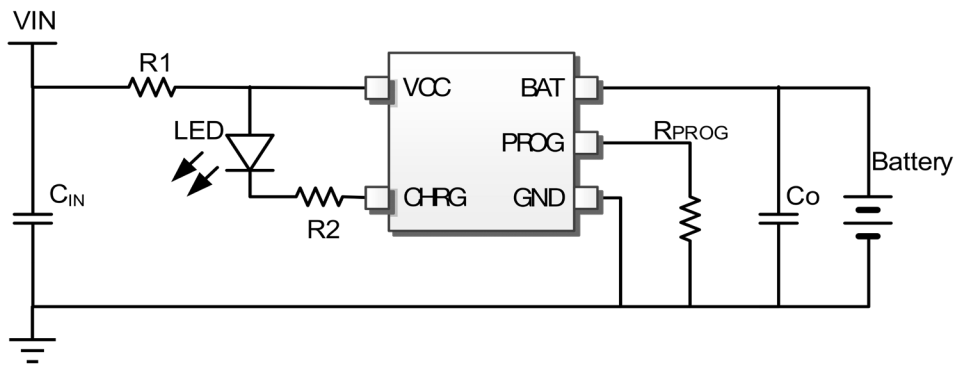 VIN
R1
VCC
BAT
LED
PROG
RPROG
Battery
CIN
CHRG
GND
Co
R2